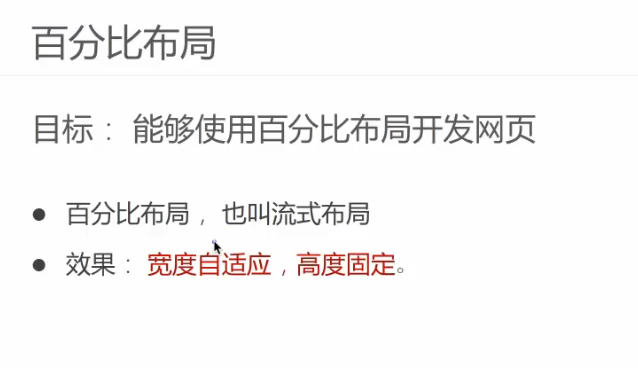 百分比布局
目标： 能够使用百分比布局开发网页
● 百分比布局，也叫流式布局
● 效果：宽度自适应，高度固定。